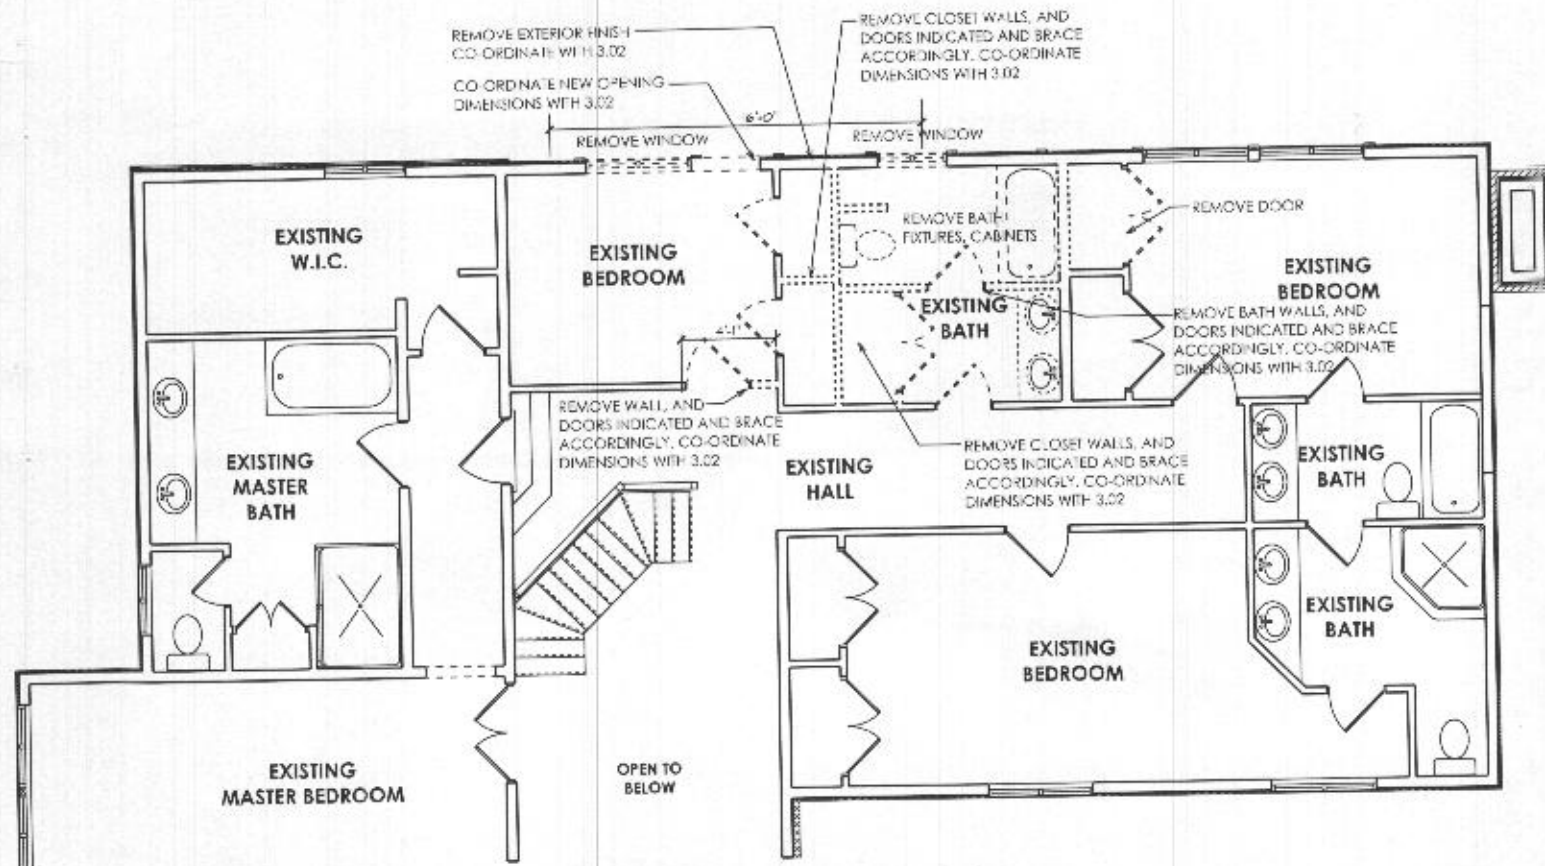 REMOVE EXTERIOR FINISH
CO-ORDINATE WITH 3.02
CO-ORDINATE NEW OPENING
DIMENSIONS WITH 3.02
REMOVE CLOSET WALLS, AND
DOORS INDICATED AND BRACE
ACCORDINGLY. CO-ORDINATE
DIMENSIONS WITH 3.02
6'-0"
REMOVE WINDOW
REMOVE WINDOW
EXISTING
W.I.C.
EXISTING
BEDROOM
REMOVE BATH
FIXTURES, CABINETS
REMOVE DOOR
EXISTING
BEDROOM
EXISTING
BATH
REMOVE BATH WALLS, AND
DOORS INDICATED AND BRACE
ACCORDINGLY. CO-ORDINATE
DIMENSIONS WITH 3.02
REMOVE WALL, AND
DOORS INDICATED AND BRACE
ACCORDINGLY. CO-ORDINATE
DIMENSIONS WITH 3.02
EXISTING
MASTER
BATH
EXISTING
HALL
REMOVE CLOSET WALLS, AND
DOORS INDICATED AND BRACE
ACCORDINGLY. CO-ORDINATE
DIMENSIONS WITH 3.02
EXISTING
BATH
EXISTING
BATH
EXISTING
BEDROOM
EXISTING
MASTER BEDROOM
OPEN TO
BELOW